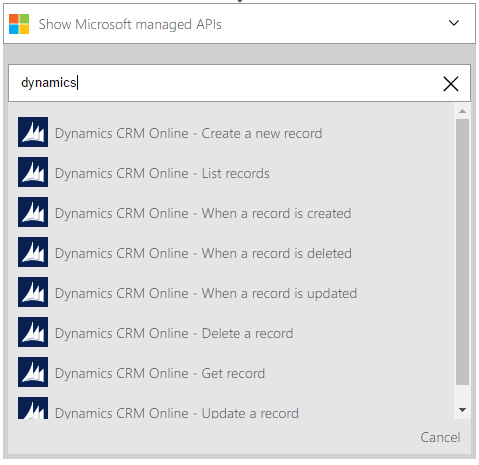 Show Microsoft managed APIs
dynamics
Dynamics CRM Online - Create a new record
Dynamics CRM Online - List records
Dynamics CRM Online - When a record is created
Dynamics CRM Online - When a record is deleted
Dynamics CRM Online - When a record is updated
Dynamics CRM Online - Delete a record
Dynamics CRM Online - Get record
Dynamics CRM Online - Update a record
Cancel